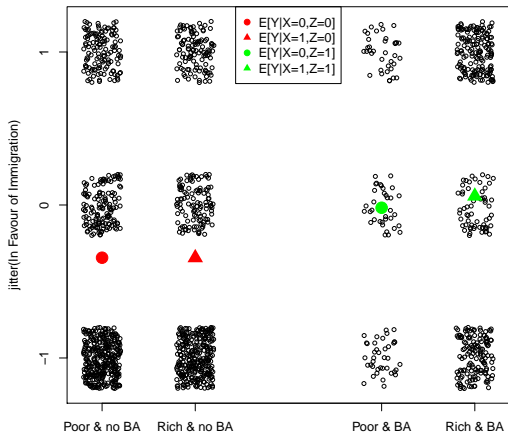 E[Y|X=0,Z=0]
E[Y|X=1,Z=0]
E[Y|X=0,Z=1]
E[Y|X=1,Z=1]
jitter(In Favour of Immigration)
1
0
−1
Poor & no BA
Rich & no BA
Poor & BA
Rich & BA